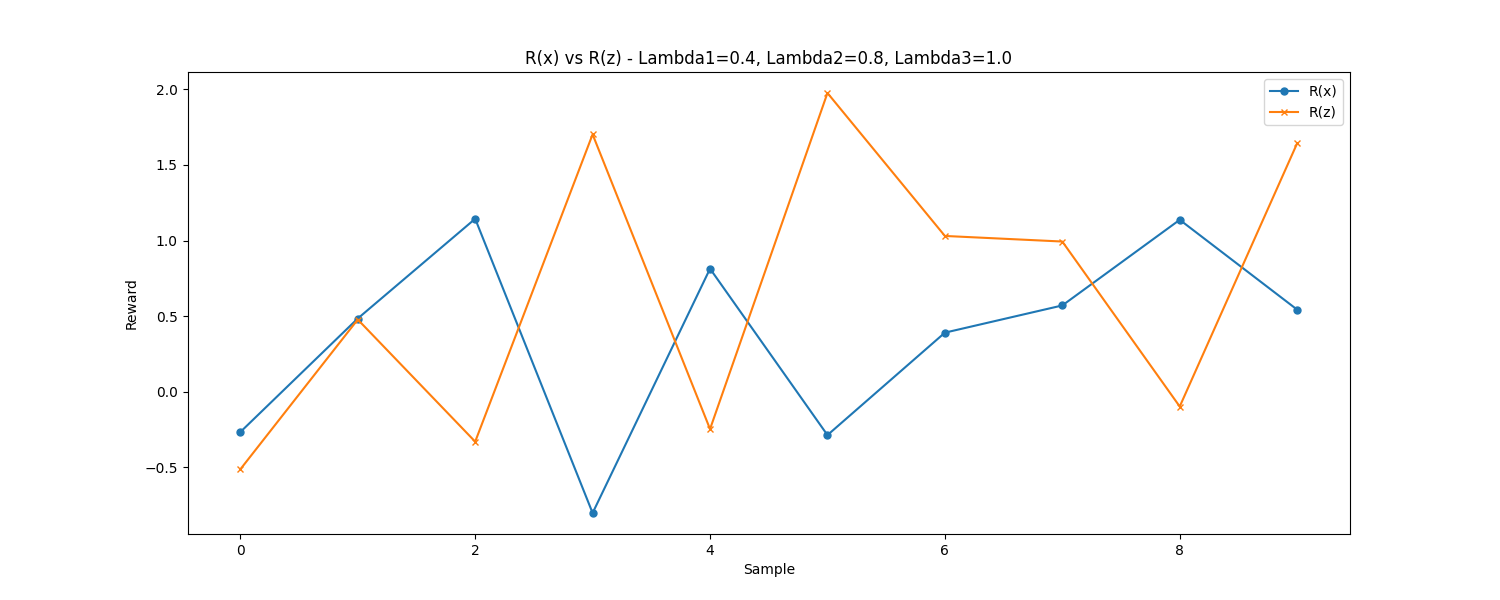 R(x) vs R(z) - Lambda1=0.4, Lambda2=0.8, Lambda3=1.0
R(x)
R(z)
Reward
2.0
1.5
1.0
0.5
0.0
−0.5
0 2 4 6 8
Sample